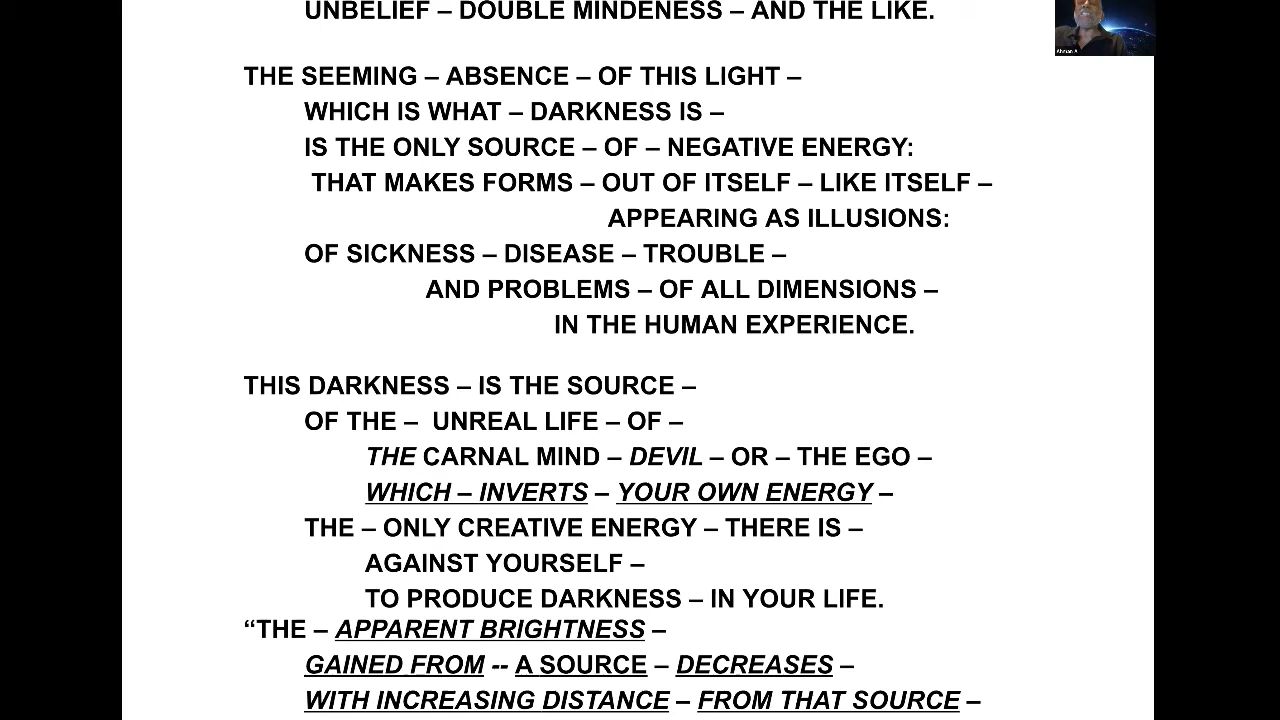 UNBELIEF – DOUBLE MINDENESS – AND THE LIKE.
Ahman A
THE SEEMING – ABSENCE – OF THIS LIGHT –
WHICH IS WHAT – DARKNESS IS –
IS THE ONLY SOURCE – OF – NEGATIVE ENERGY:
THAT MAKES FORMS – OUT OF ITSELF – LIKE ITSELF –
APPEARING AS ILLUSIONS:
OF SICKNESS – DISEASE – TROUBLE –
AND PROBLEMS – OF ALL DIMENSIONS –
IN THE HUMAN EXPERIENCE.
THIS DARKNESS – IS THE SOURCE –
OF THE – UNREAL LIFE – OF –
THE CARNAL MIND – DEVIL – OR – THE EGO –
WHICH – INVERTS – YOUR OWN ENERGY –
THE – ONLY CREATIVE ENERGY – THERE IS –
AGAINST YOURSELF –
TO PRODUCE DARKNESS – IN YOUR LIFE.
“THE – APPARENT BRIGHTNESS –
GAINED FROM -- A SOURCE – DECREASES –
WITH INCREASING DISTANCE – FROM THAT SOURCE –